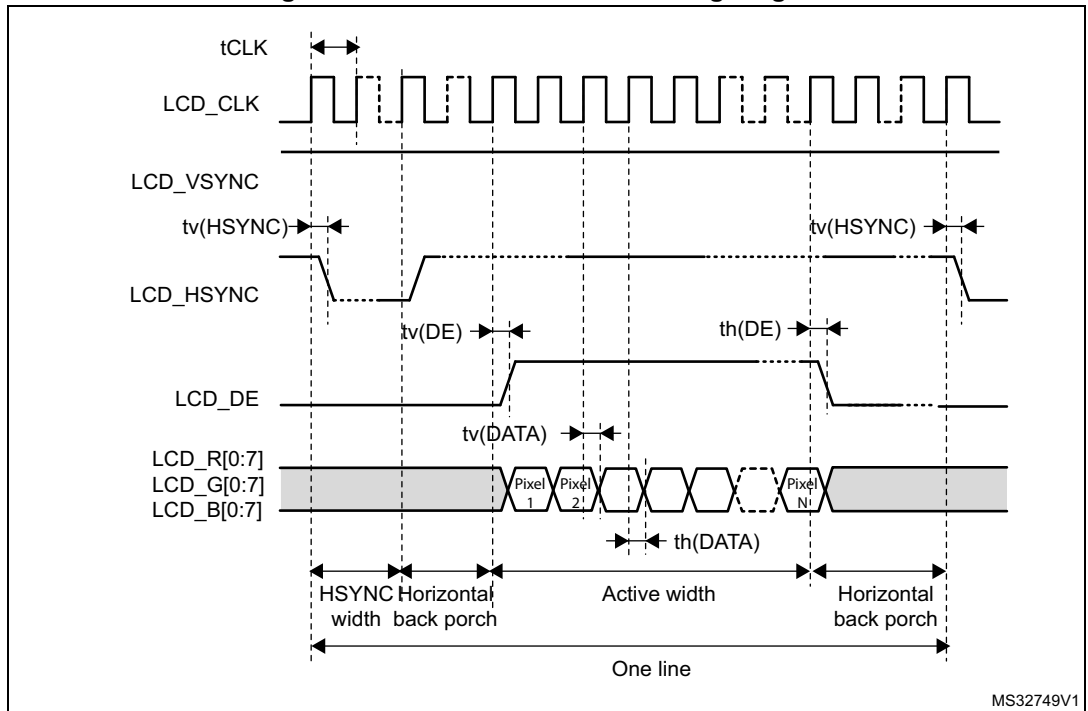 tCLK
LCD_CLK
LCD_VSYNC
tv(HSYNC)
tv(HSYNC)
LCD_HSYNC
tv(DE)
th(DE)
LCD_DE
tv(DATA)
LCD_R[0:7]
LCD_G[0:7]
LCD_B[0:7]
Pixel
1
Pixel
2
Pixel
N
th(DATA)
HSYNC
width
Horizontal
back porch
Active width
Horizontal
back porch
One line
MS32749V1